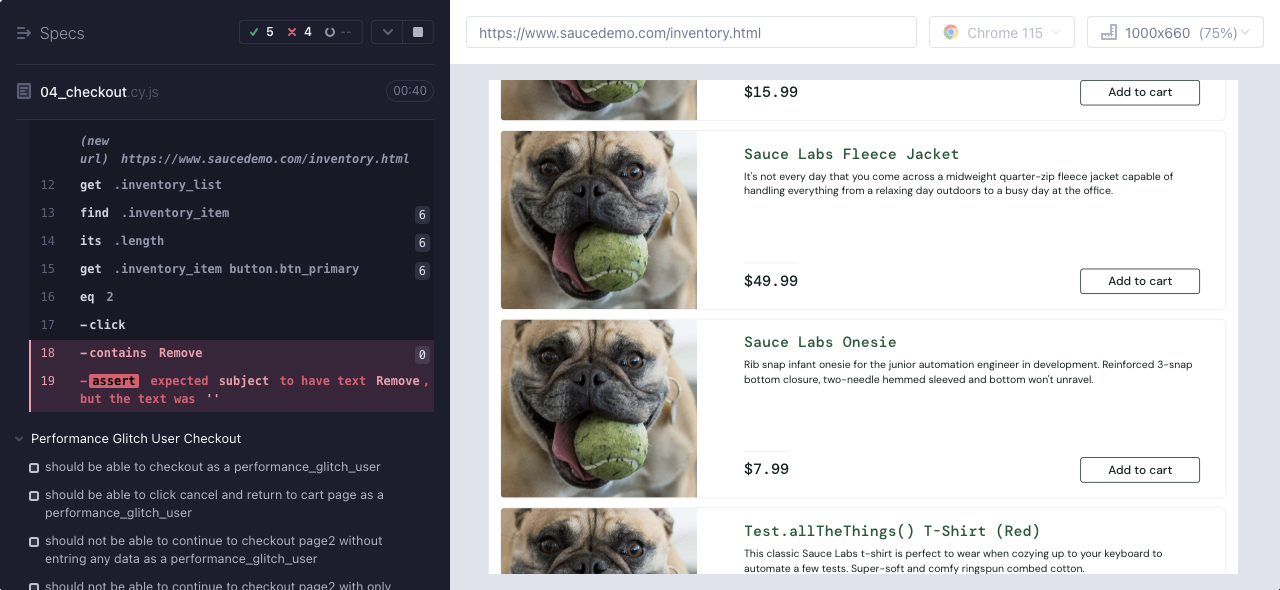 Specs
5 4 --
04_checkout.cy.js
00:40
(new
url) https://www.saucedemo.com/inventory.html
12 get .inventory_list
13 find .inventory_item 6
14 its .length 6
15 get .inventory_item button.btn_primary 6
16 eq 2
17 -click
18 -contains Remove 0
19 -assert expected subject to have text Remove,
but the text was ''
Performance Glitch User Checkout
should be able to checkout as a performance_glitch_user
should be able to click cancel and return to cart page as a
performance_glitch_user
should not be able to continue to checkout page2 without
entring any data as a performance_glitch_user
should not be able to continue to checkout page2 with only
https://www.saucedemo.com/inventory.html
Chrome 115
1000x660 (75%)
$15.99
Add to cart
Sauce Labs Fleece Jacket
It's not every day that you come across a midweight quarter-zip fleece jacket capable of
handling everything from a relaxing day outdoors to a busy day at the office.
$49.99
Add to cart
Sauce Labs Onesie
Rib snap infant onesie for the junior automation engineer in development. Reinforced 3-snap
bottom closure, two-needle hemmed sleeved and bottom won't unravel.
$7.99
Add to cart
Test.allTheThings() T-Shirt (Red)
This classic Sauce Labs t-shirt is perfect to wear when cozying up to your keyboard to
automate a few tests. Super-soft and comfy ringspun combed cotton.